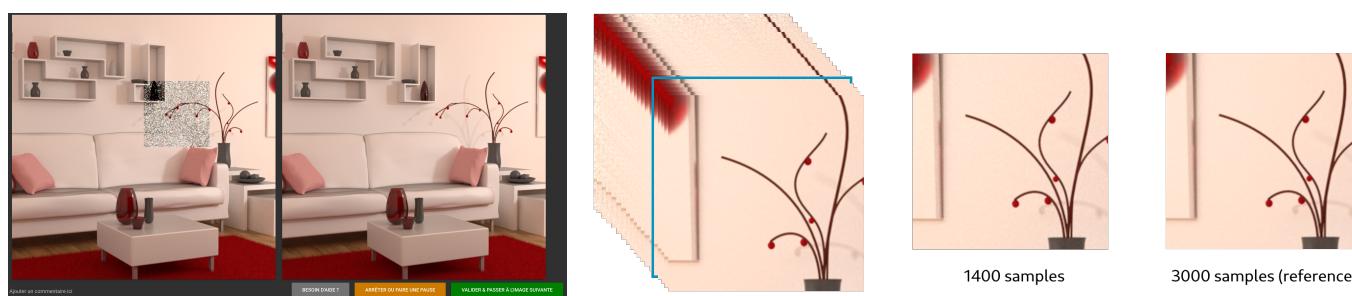 Ajouter un commentaire ici
BESOIN D'AIDE ?
ARRÊTER OU FAIRE UNE PAUSE
VALIDER & PASSER À L'IMAGE SUIVANTE
1400 samples
3000 samples (reference